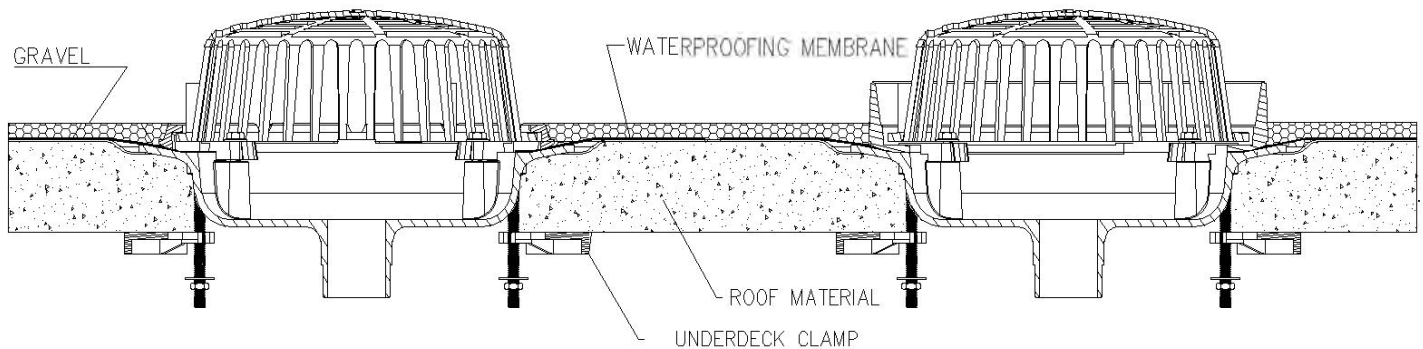 GRAVEL
WATERPROOFING MEMBRANE
ROOF MATERIAL
UNDERDECK CLAMP